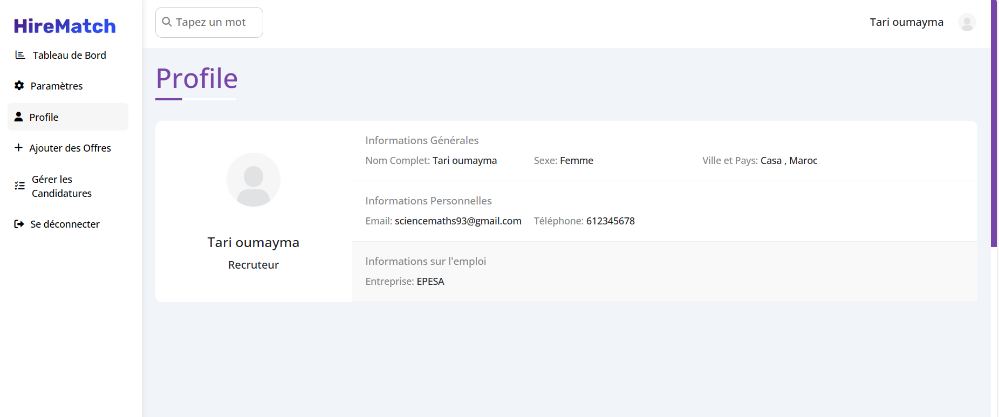 HireMatch
Tableau de Bord
Paramètres
Profile
Ajouter des Offres
Gérer les
Candidatures
Se déconnecter
Tapez un mot
Tari oumayma
Profile
Tari oumayma
Recruteur
Informations Générales
Nom Complet: Tari oumayma Sexe: Femme Ville et Pays: Casa , Maroc
Informations Personnelles
Email: sciencemaths93@gmail.com Téléphone: 612345678
Informations sur l'emploi
Entreprise: EPESA